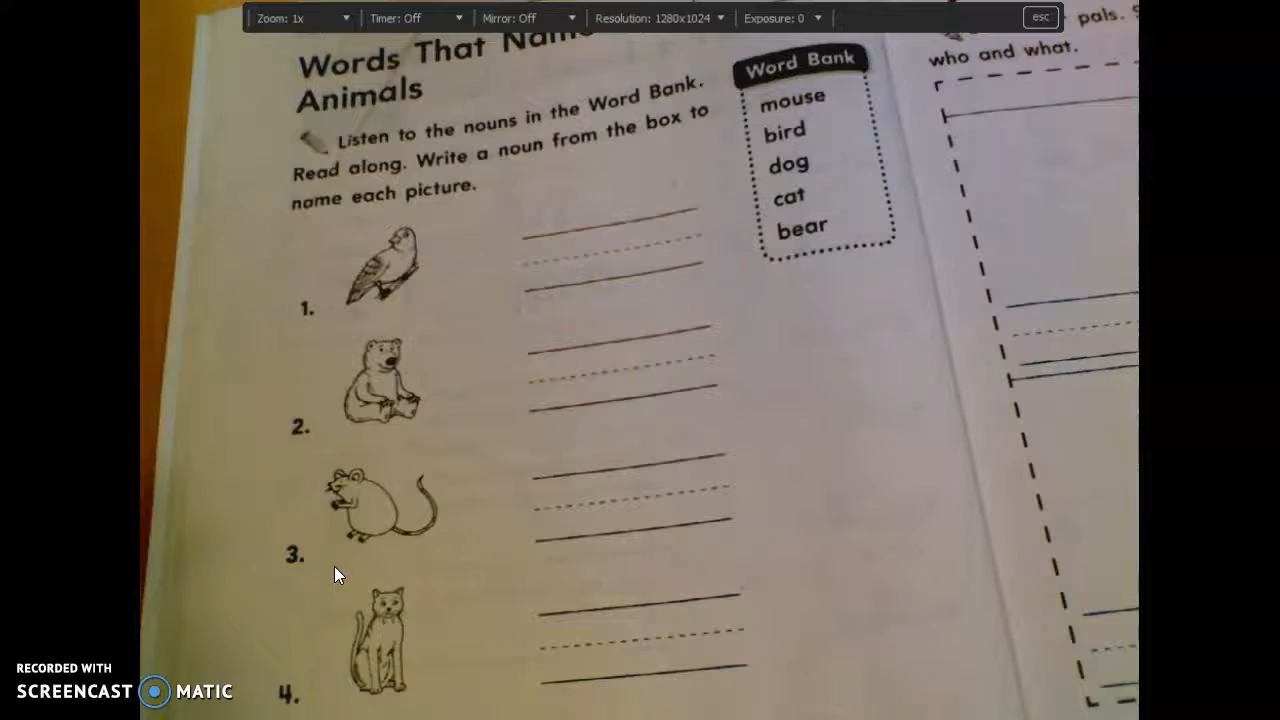 Zoom: 1x Timer: Off Mirror: Off Resolution: 1280x1024 Exposure: 0 esc
Words That Name
Animals
Listen to the nouns in the Word Bank.
Read along. Write a noun from the box to
name each picture.
Word Bank
mouse
bird
dog
cat
bear
1.
2.
3.
4.
pals.
who and what.
RECORDED WITH
SCREENCAST MATIC